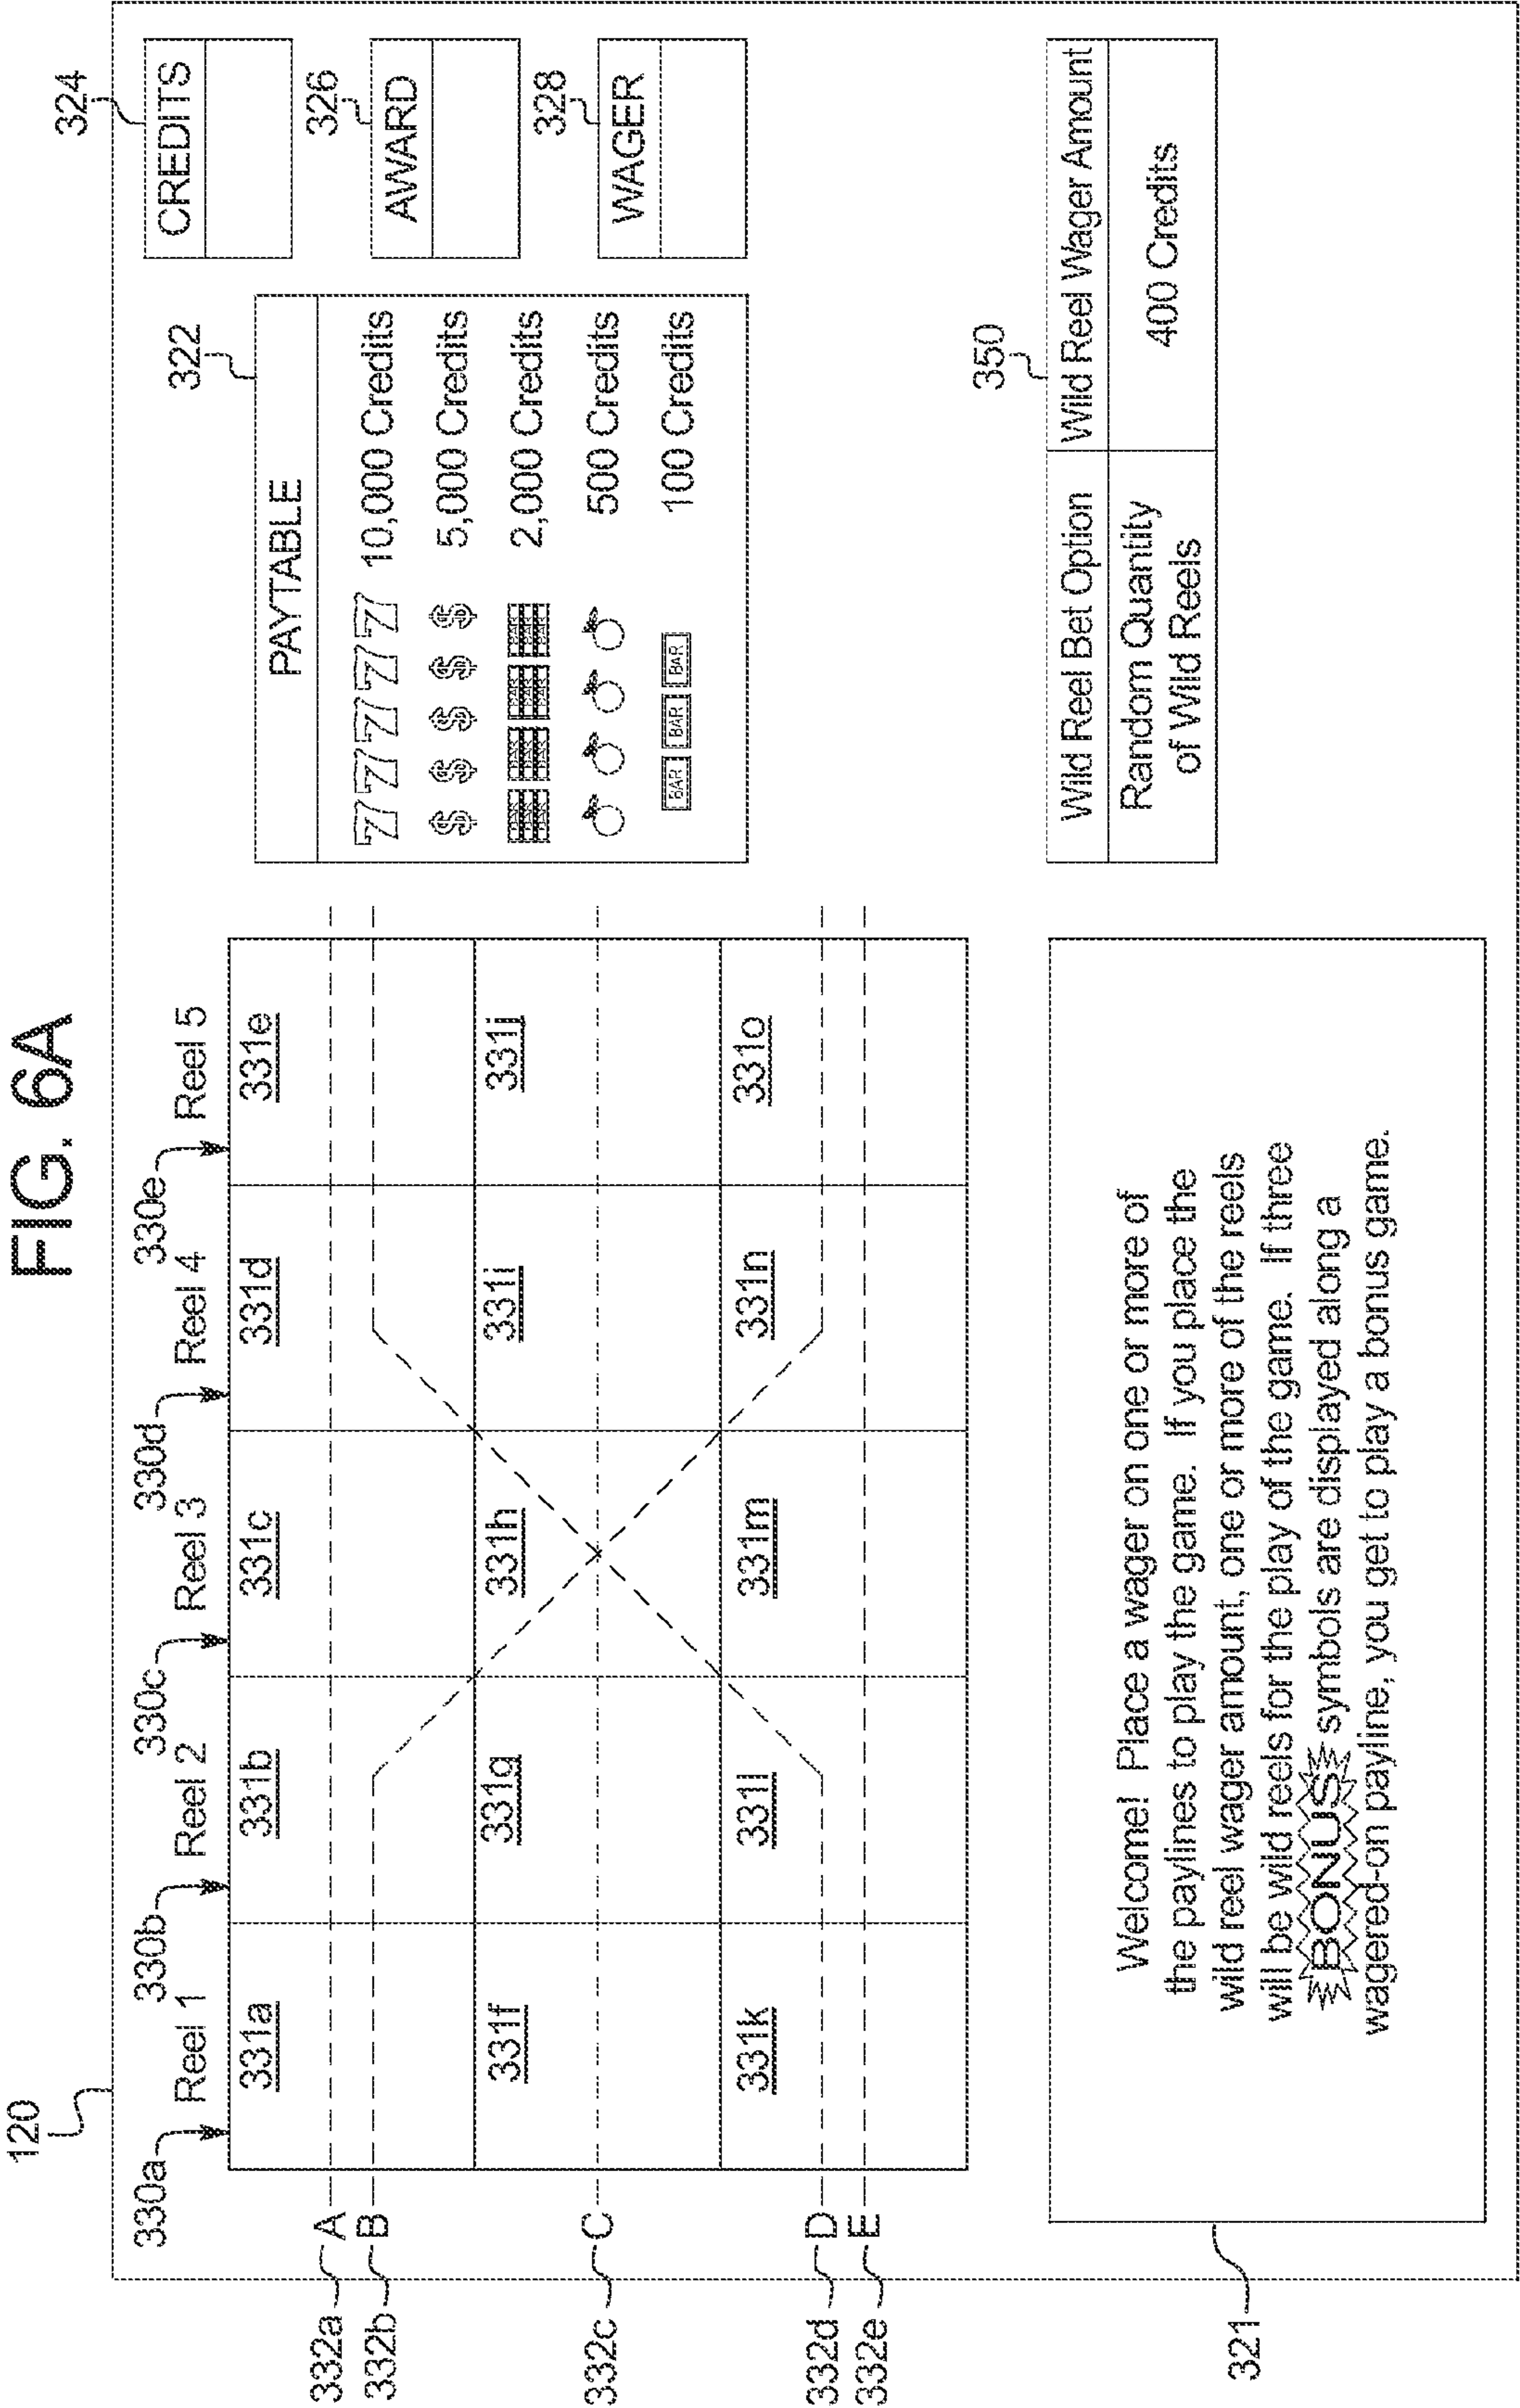 FIG. 6A
120
330a
330b
330c
330d
330e
Reel 1 Reel 2 Reel 3 Reel 4 Reel 5
331a 331b 331c 331d 331e
331f 331g 331h 331i 331j
331k 331l 331m 331n 331o
332a A
332b B
332c C
332d D
332e E
322
PAYTABLE
7 7 7 7 7 10,000 Credits
$ $ $ $ $ 5,000 Credits
2,000 Credits
500 Credits
BAR BAR BAR 100 Credits
324
CREDITS
326
AWARD
328
WAGER
321
Welcome! Place a wager on one or more of
the paylines to play the game. If you place the
wild reel wager amount, one or more of the reels
will be wild reels for the play of the game. If three
BONUS symbols are displayed along a
wagered-on payline, you get to play a bonus game.
350
Wild Reel Bet Option Wild Reel Wager Amount
Random Quantity
of Wild Reels
400 Credits